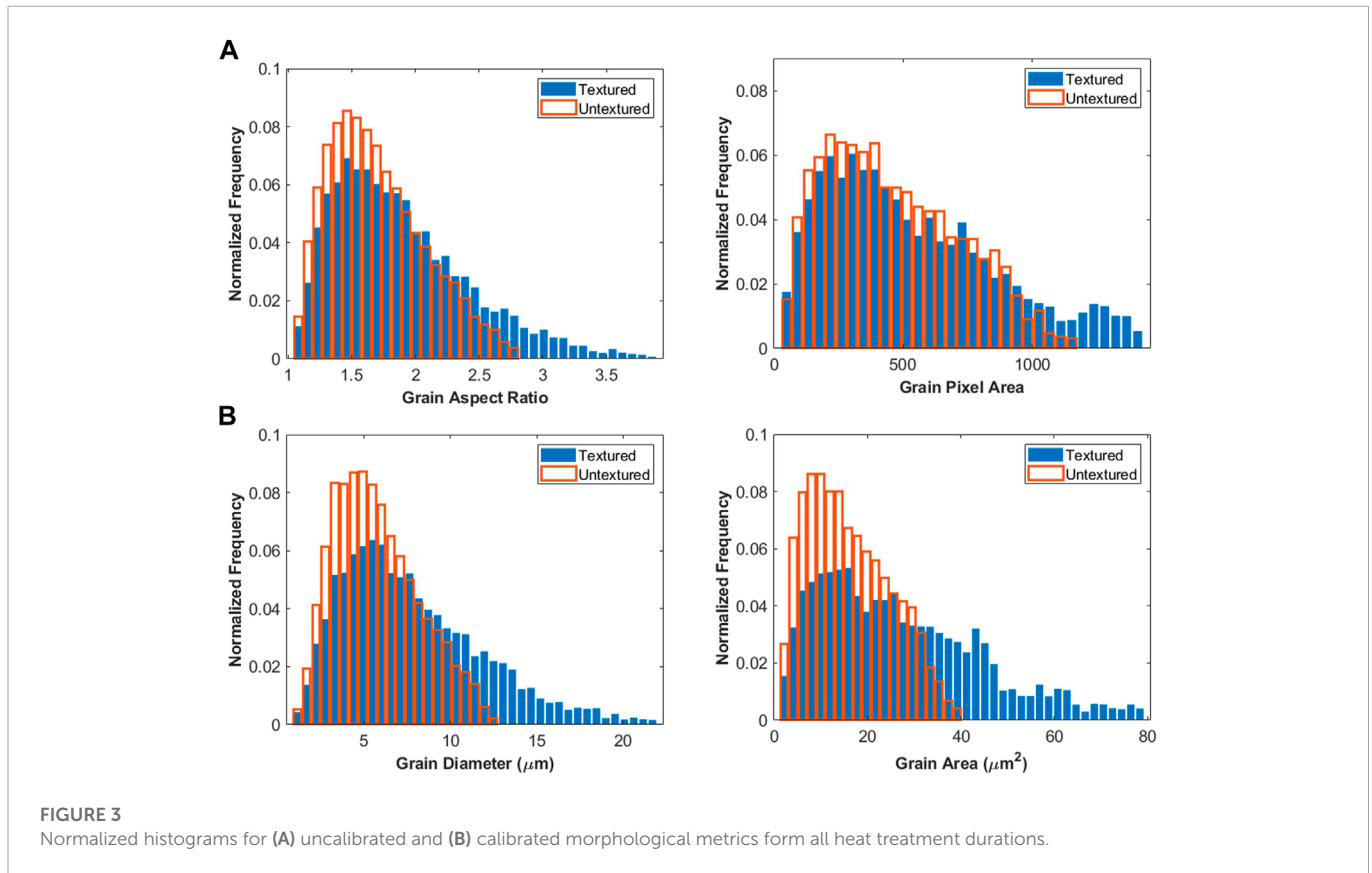 A
0.1
0.08
0.06
0.04
0.02
0
Normalized Frequency
1
1.5
2
2.5
3
3.5
Grain Aspect Ratio
Textured
Untextured
0.08
0.06
0.04
0.02
0
Normalized Frequency
0
500
1000
Grain Pixel Area
Textured
Untextured
B
0.1
0.08
0.06
0.04
0.02
0
Normalized Frequency
5
10
15
20
Grain Diameter (μm)
Textured
Untextured
0.1
0.08
0.06
0.04
0.02
0
Normalized Frequency
0
20
40
60
80
Grain Area (μm²)
Textured
Untextured
FIGURE 3
Normalized histograms for (A) uncalibrated and (B) calibrated morphological metrics form all heat treatment durations.